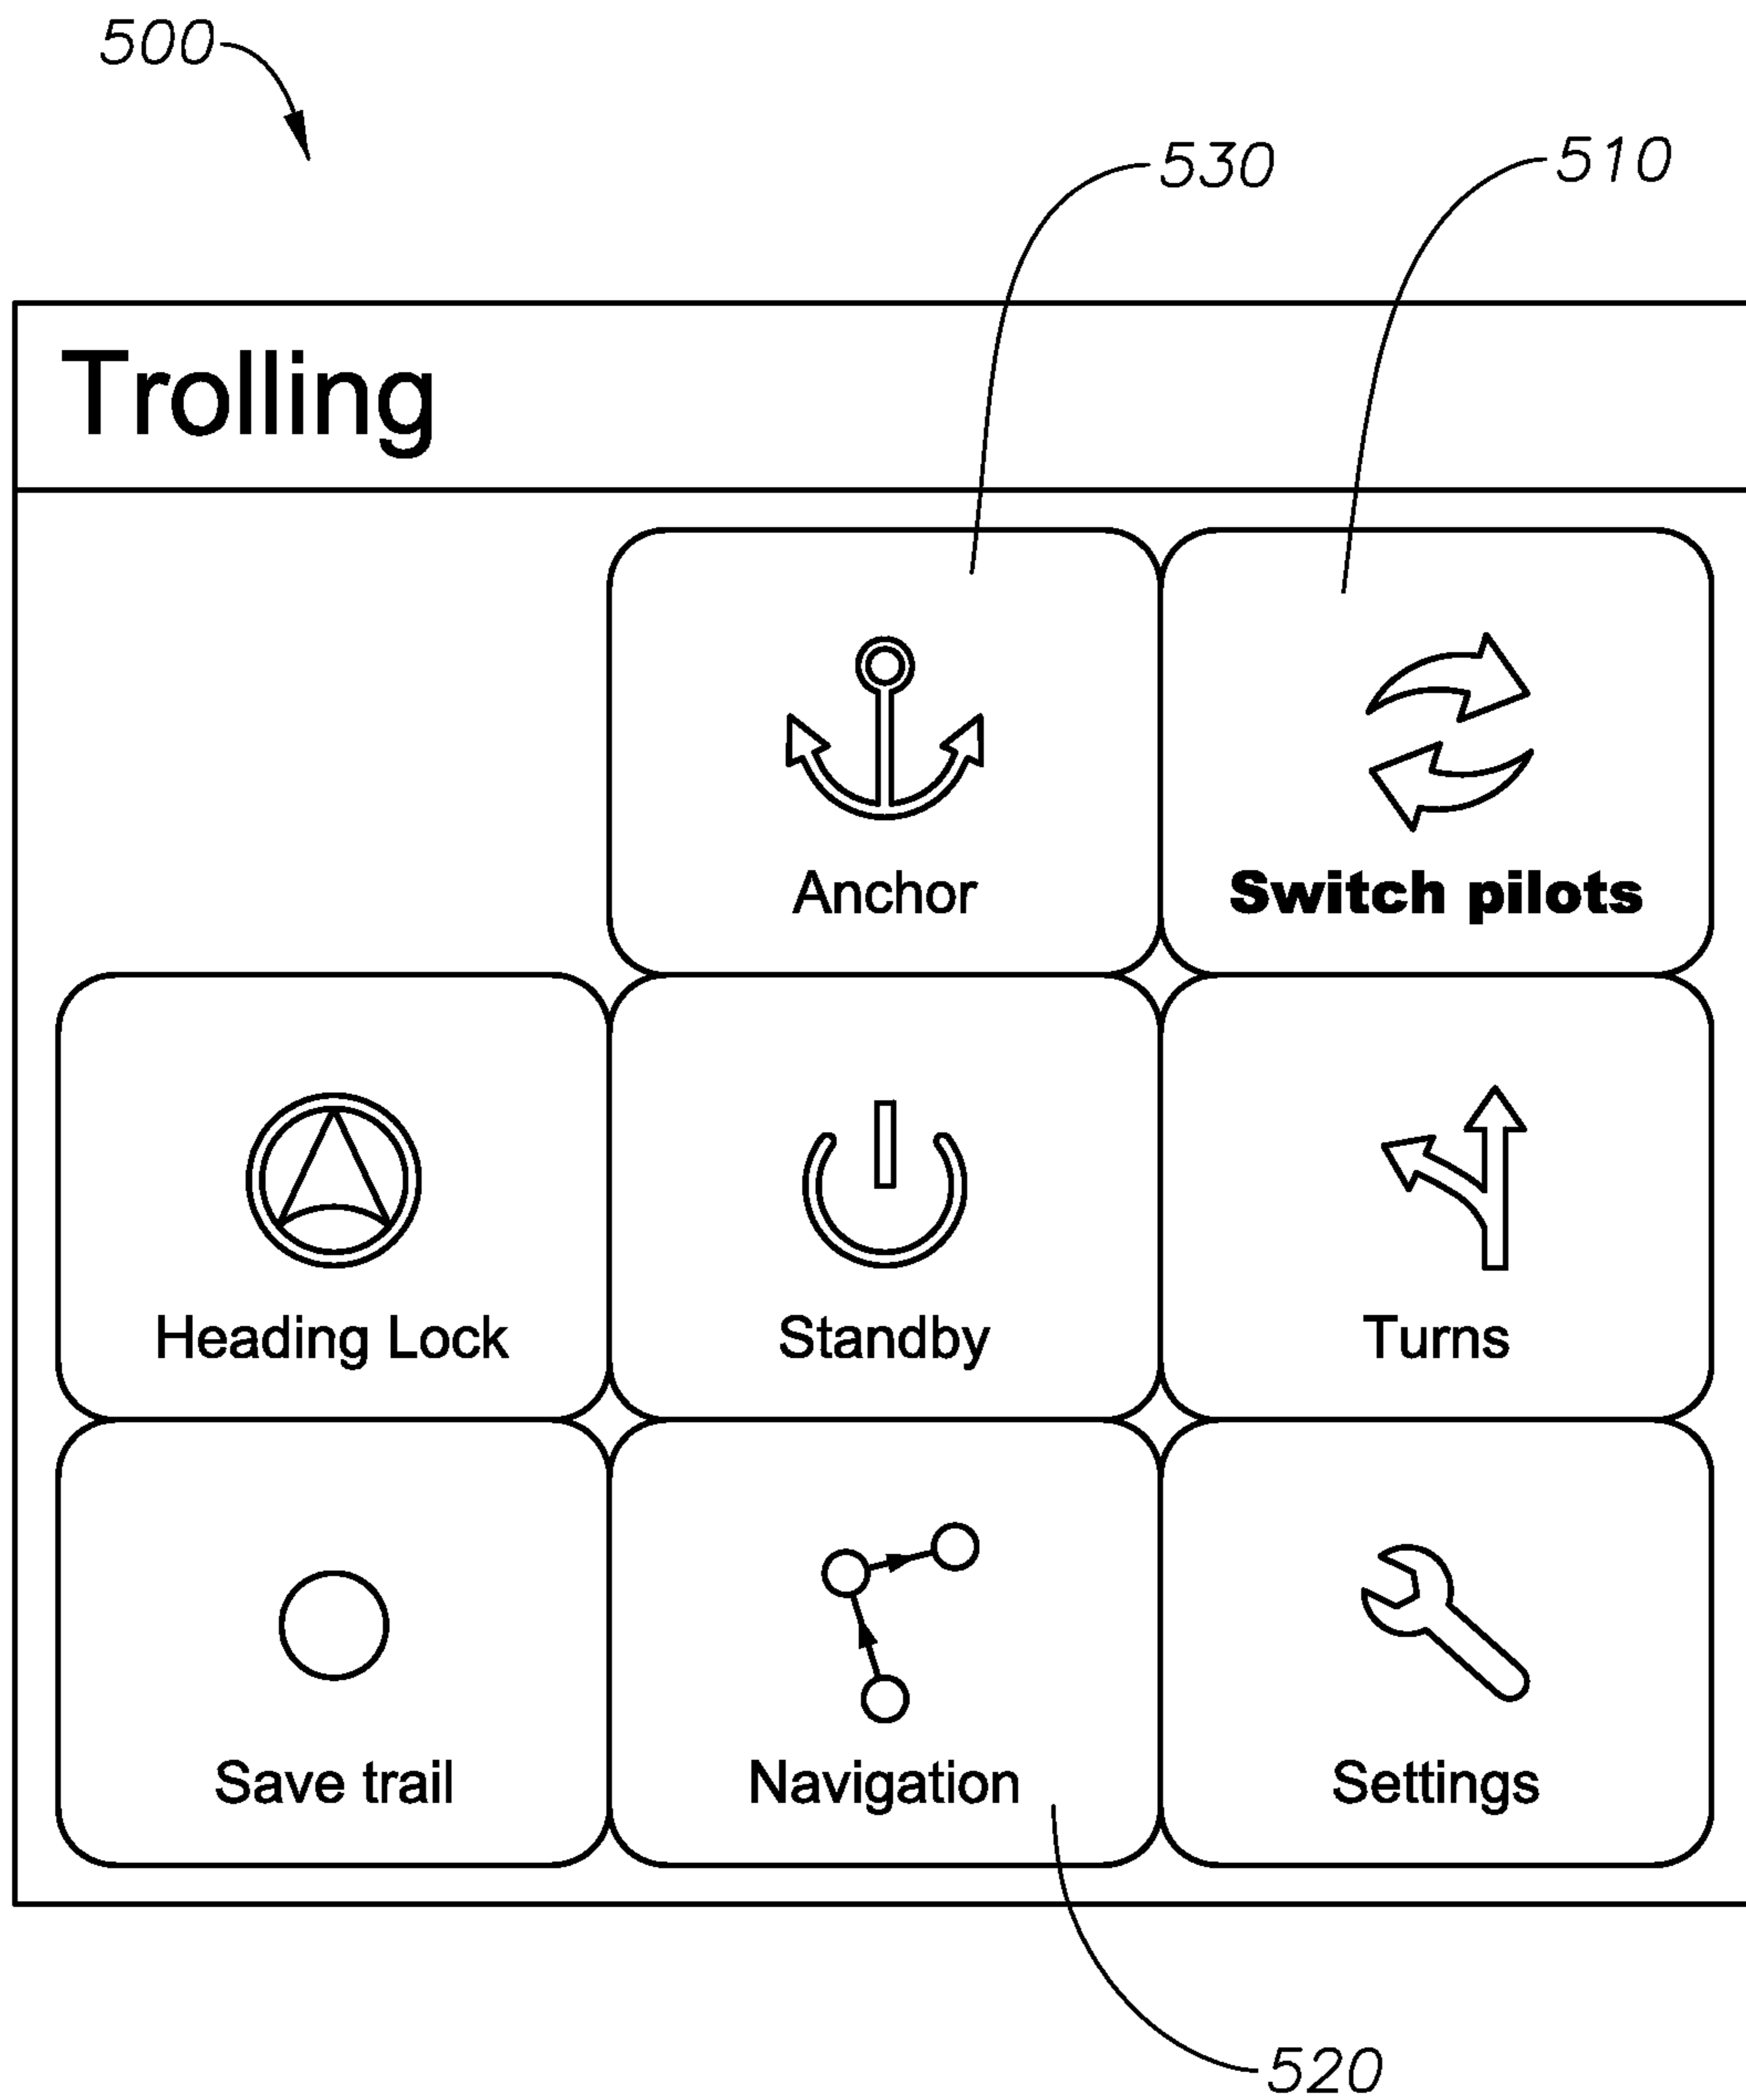 500
530
510
Trolling
Anchor
Switch pilots
Heading Lock
Standby
Turns
Save trail
Navigation
Settings
520